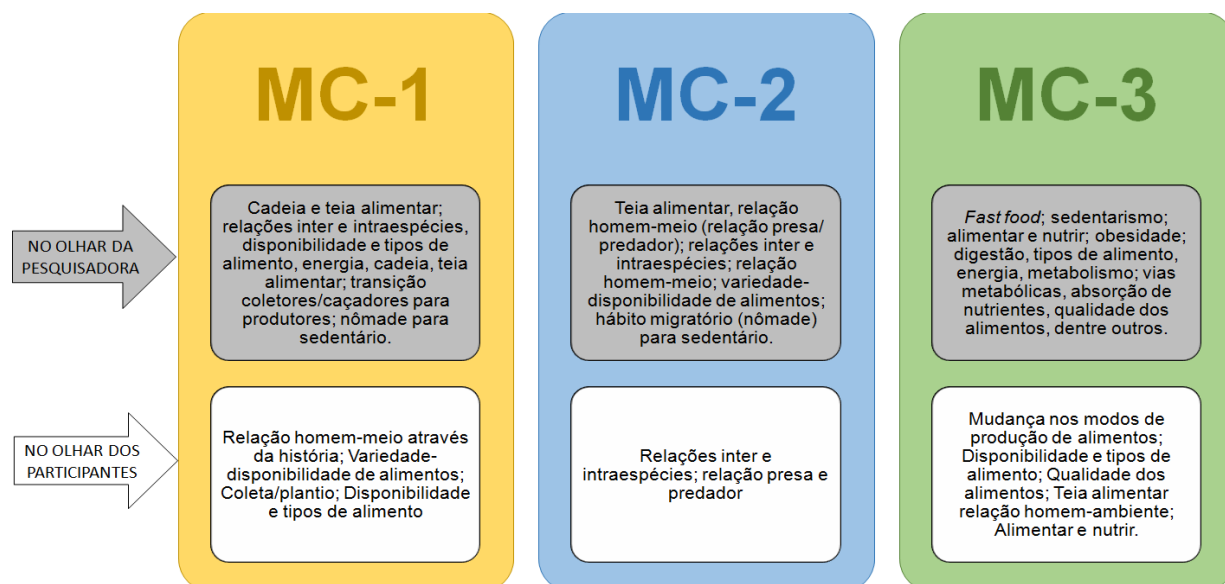 MC-1
MC-2
MC-3
NO OLHAR DA
PESQUISADORA
Cadeia e teia alimentar;
relações inter e intraespécies,
disponibilidade e tipos de
alimento, energia, cadeia, teia
alimentar; transição
coletores/caçadores para
produtores; nômade para
sedentário.
Teia alimentar, relação
homem-meio (relação presa/
predador); relações inter e
intraespécies; relação
homem-meio; variedade-
disponibilidade de alimentos;
hábito migratório (nômade)
para sedentário.
Fast food; sedentarismo;
alimentar e nutrir; obesidade;
digestão, tipos de alimento,
energia, metabolismo; vias
metabólicas, absorção de
nutrientes, qualidade dos
alimentos, dentre outros.
NO OLHAR DOS
PARTICIPANTES
Relação homem-meio através
da história; Variedade-
disponibilidade de alimentos;
Coleta/plantio; Disponibilidade
e tipos de alimento
Relações inter e
intraespécies; relação presa e
predador
Mudança nos modos de
produção de alimentos;
Disponibilidade e tipos de
alimento; Qualidade dos
alimentos; Teia alimentar
relação homem-ambiente;
Alimentar e nutrir.